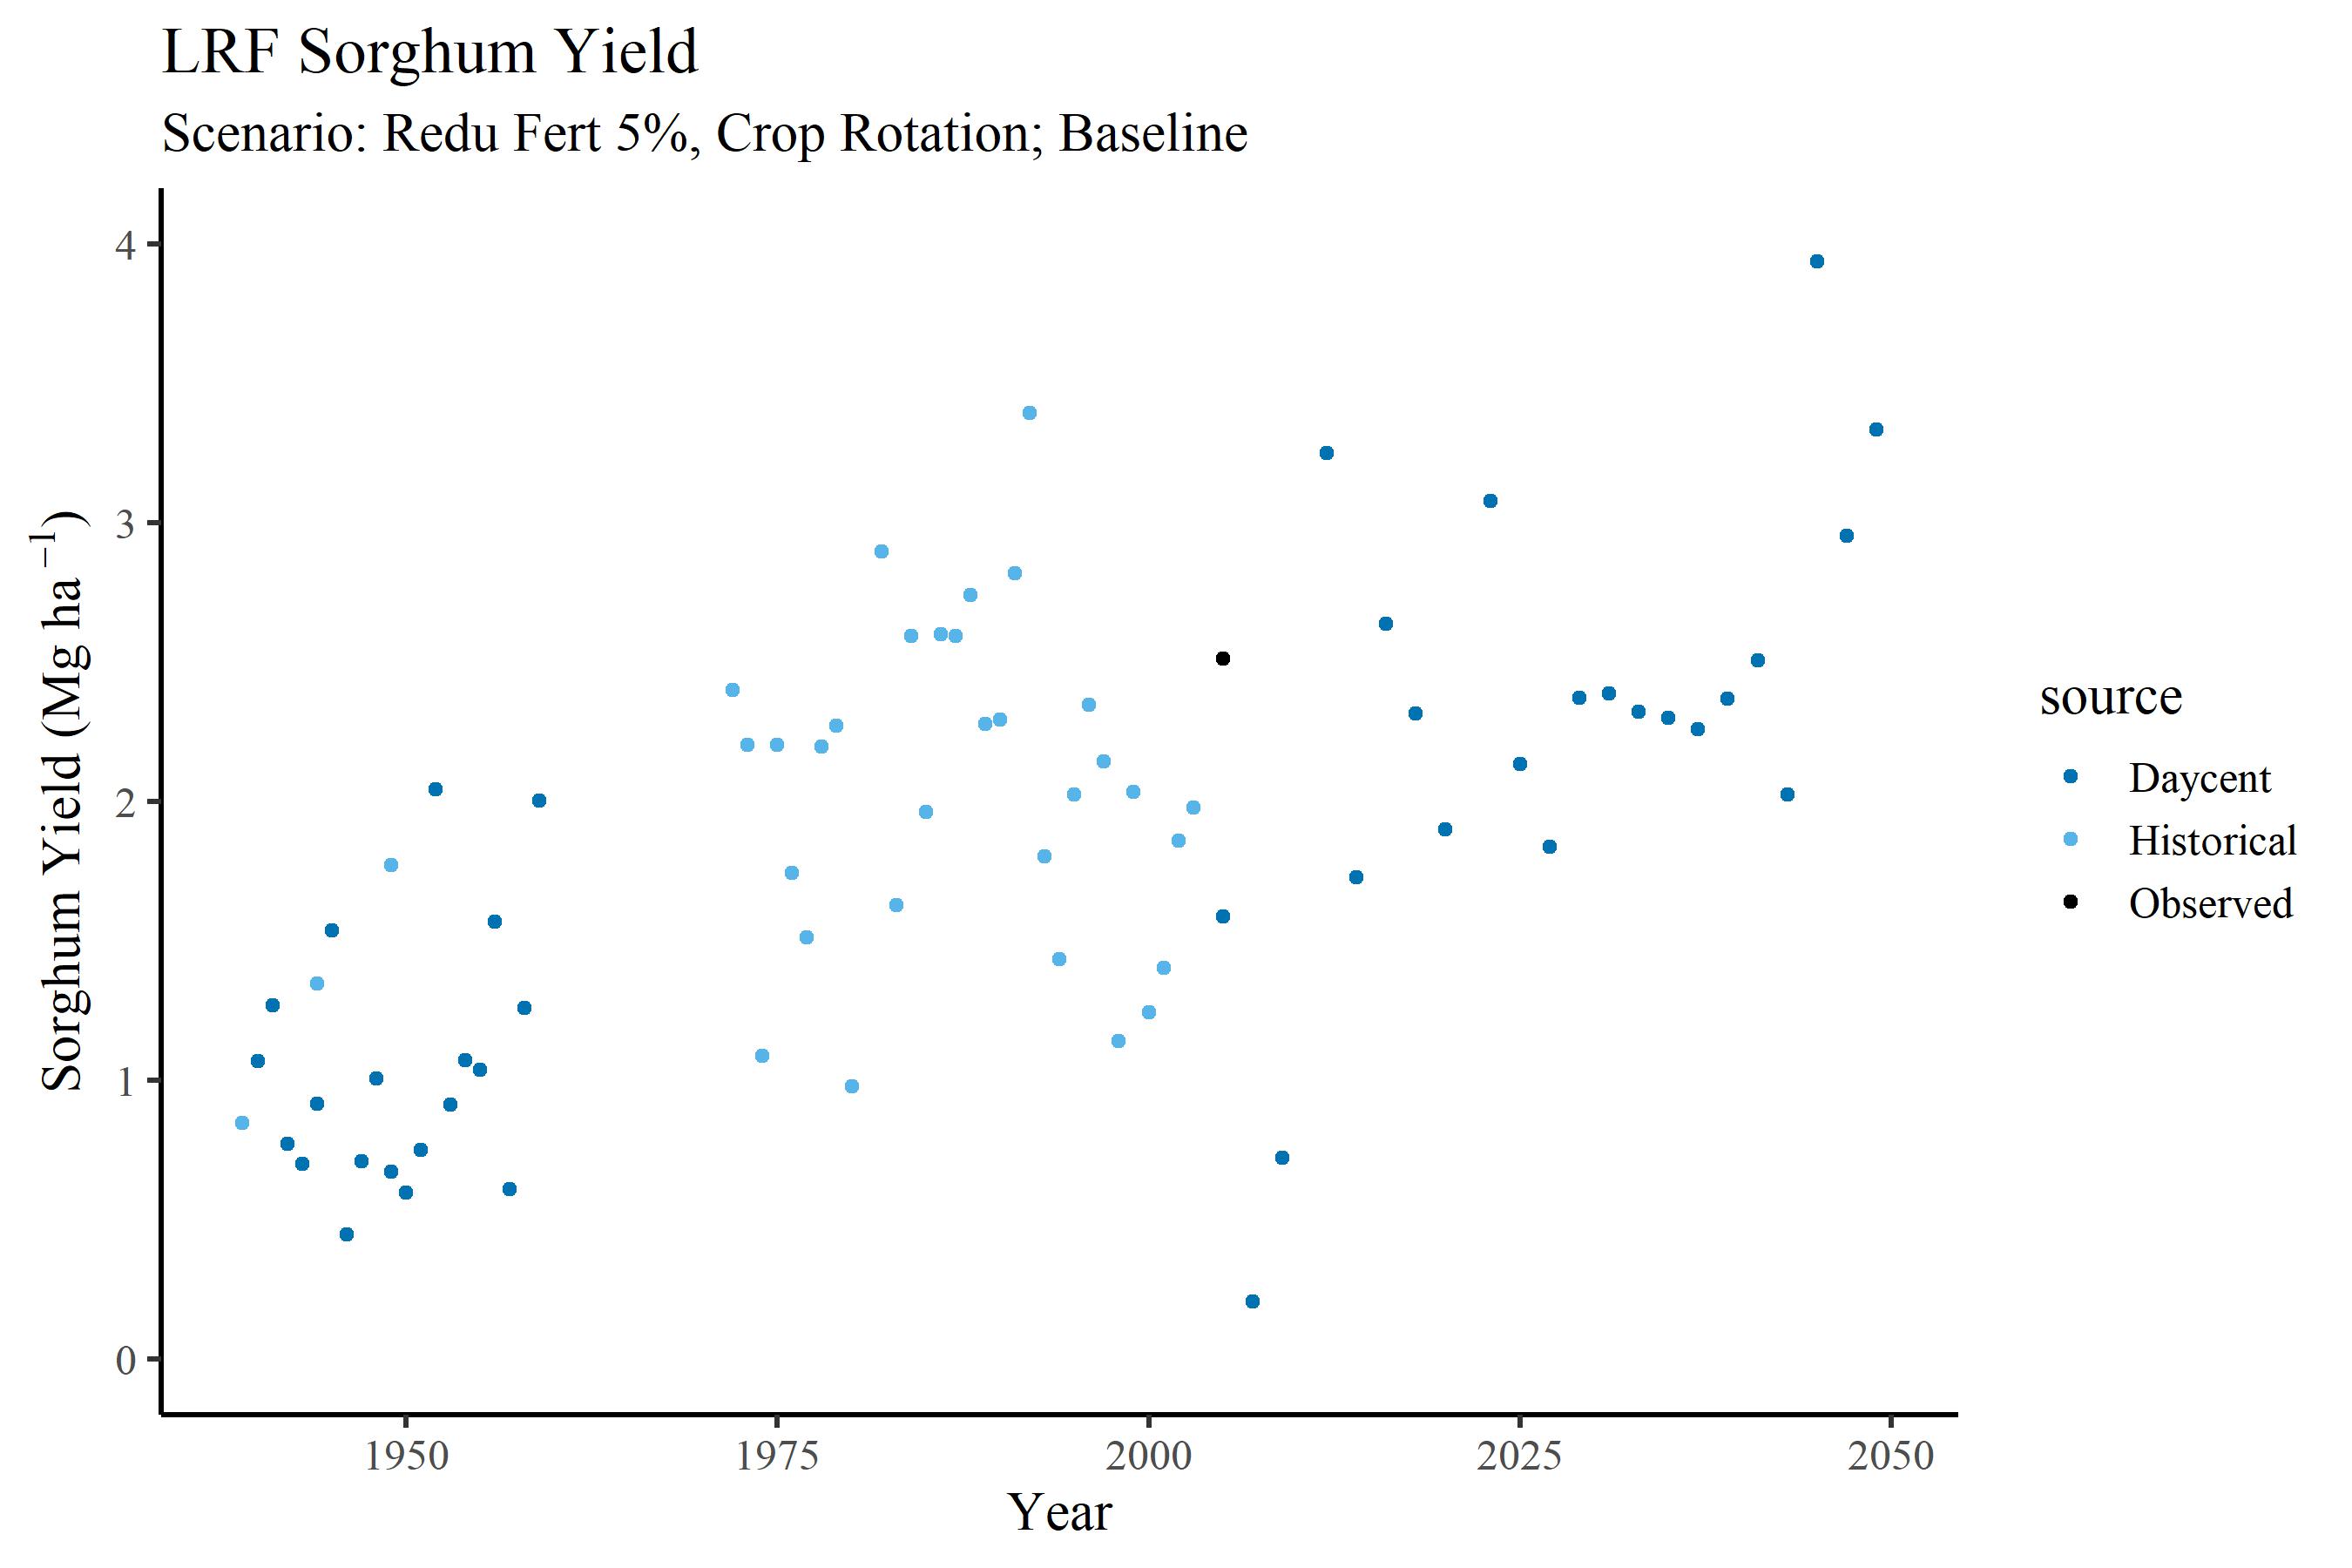 LRF Sorghum Yield
Scenario: Redu Fert 5%, Crop Rotation; Baseline
4
3
2
1
0
Sorghum Yield (Mg ha −1)
1950 1975 2000 2025 2050
Year
source
Daycent
Historical
Observed